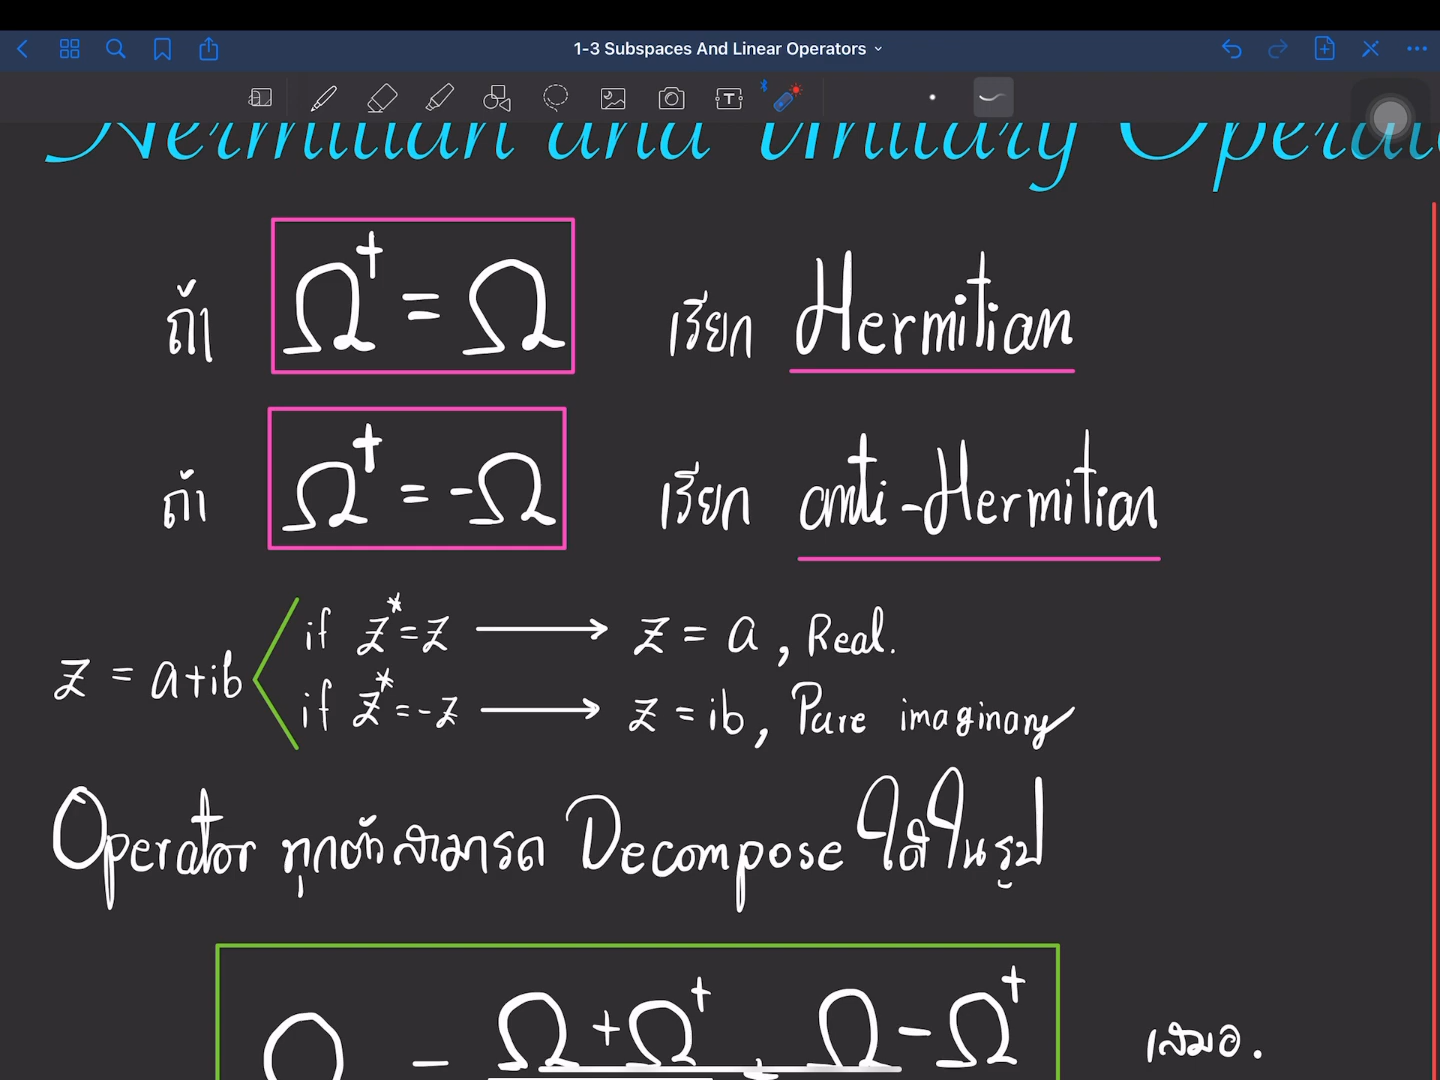 1-3 Subspaces And Linear Operators
Hermitian and Unitary Operat
ถ้า Ω† = Ω เรียก Hermitian
ถ้า Ω† = -Ω เรียก anti-Hermitian
if z* = z → z = a, Real.
z = a+ib
if z* = -z → z = ib, Pure imaginary
Operator ทุกตัวสามารถ Decompose ได้ในรูป
Ω = Ω + Ω† + Ω - Ω† เสมอ.